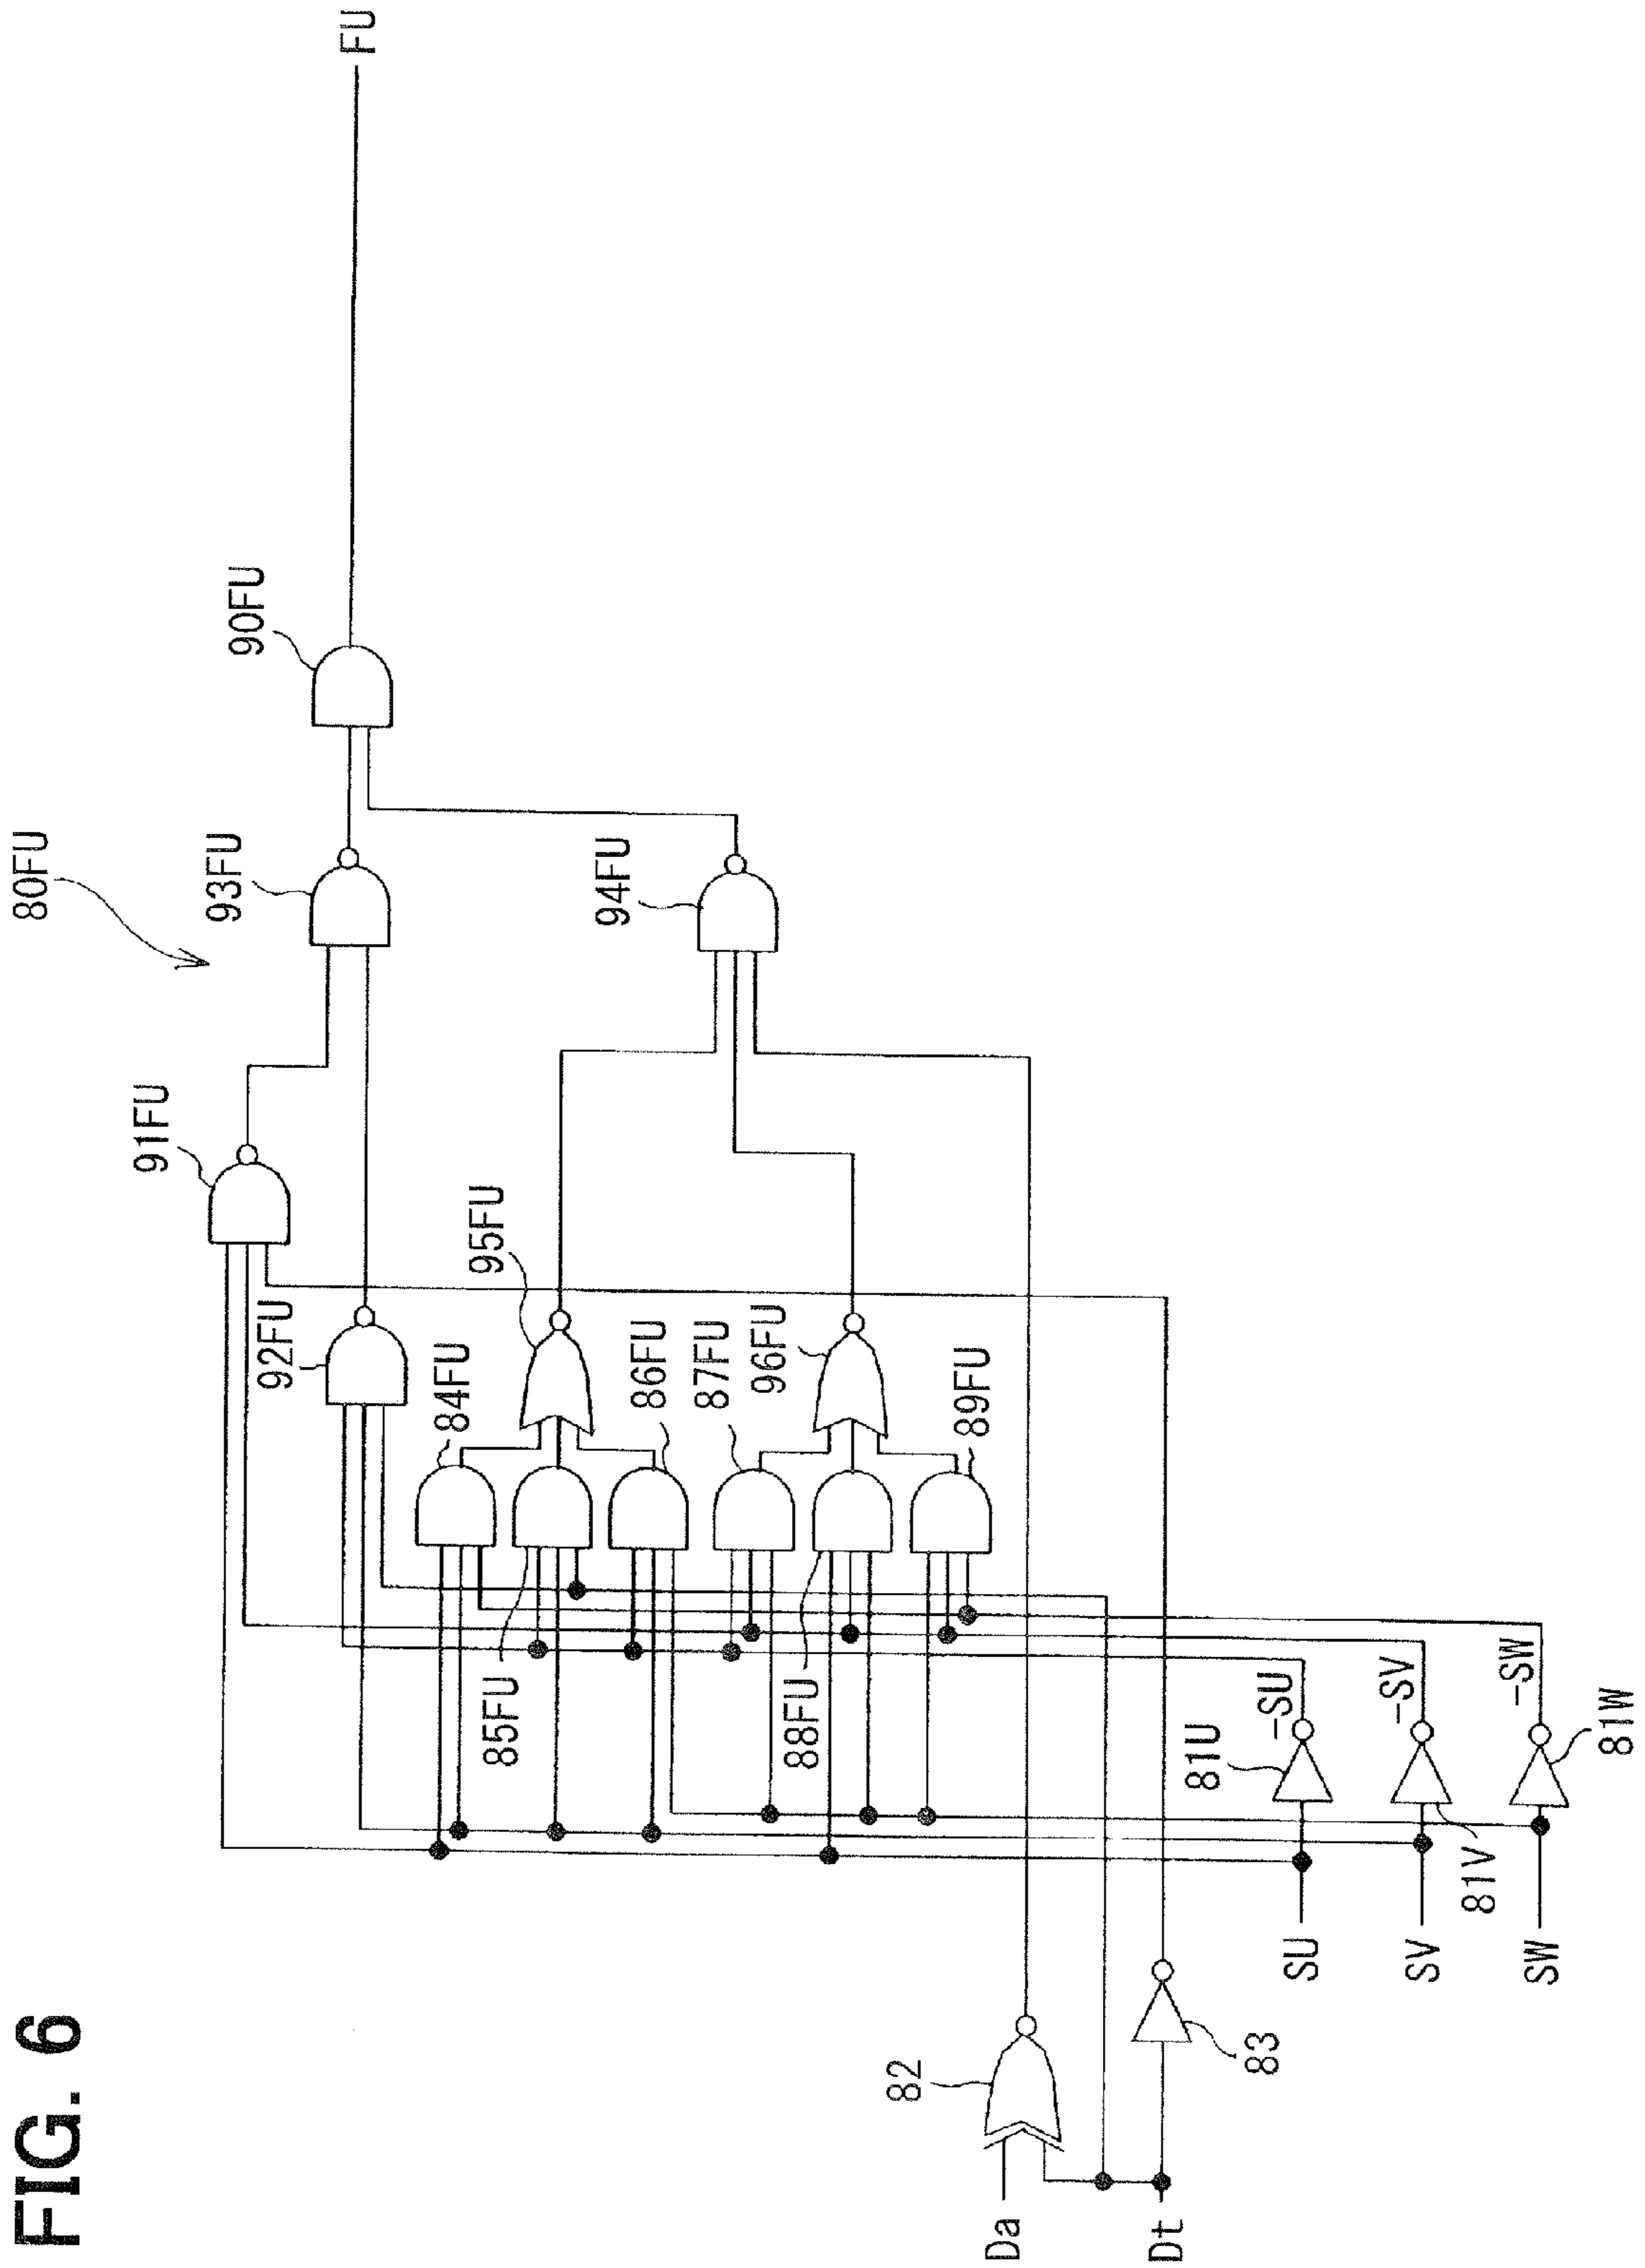 FIG. 6
80FU
FU
90FU
93FU
94FU
91FU
92FU
95FU
84FU
86FU
87FU
96FU
89FU
85FU
88FU
81U
-SU
-SV
-SW
81V
81W
SU
SV
SW
82
83
Da
Dt